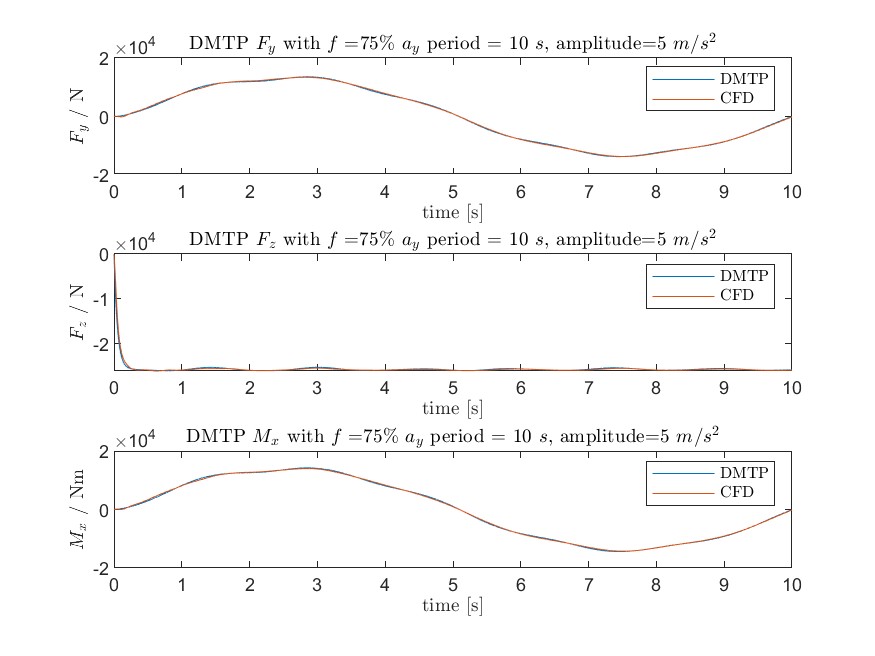 DMTP F_y with f =75% a_y period = 10 s, amplitude=5 m/s^2
×10^4
2
0
-2
F_y / N
DMTP
CFD
0 1 2 3 4 5 6 7 8 9 10
time [s]
DMTP F_z with f =75% a_y period = 10 s, amplitude=5 m/s^2
×10^4
0
-1
-2
F_z / N
DMTP
CFD
0 1 2 3 4 5 6 7 8 9 10
time [s]
DMTP M_x with f =75% a_y period = 10 s, amplitude=5 m/s^2
×10^4
2
0
-2
M_x / Nm
DMTP
CFD
0 1 2 3 4 5 6 7 8 9 10
time [s]